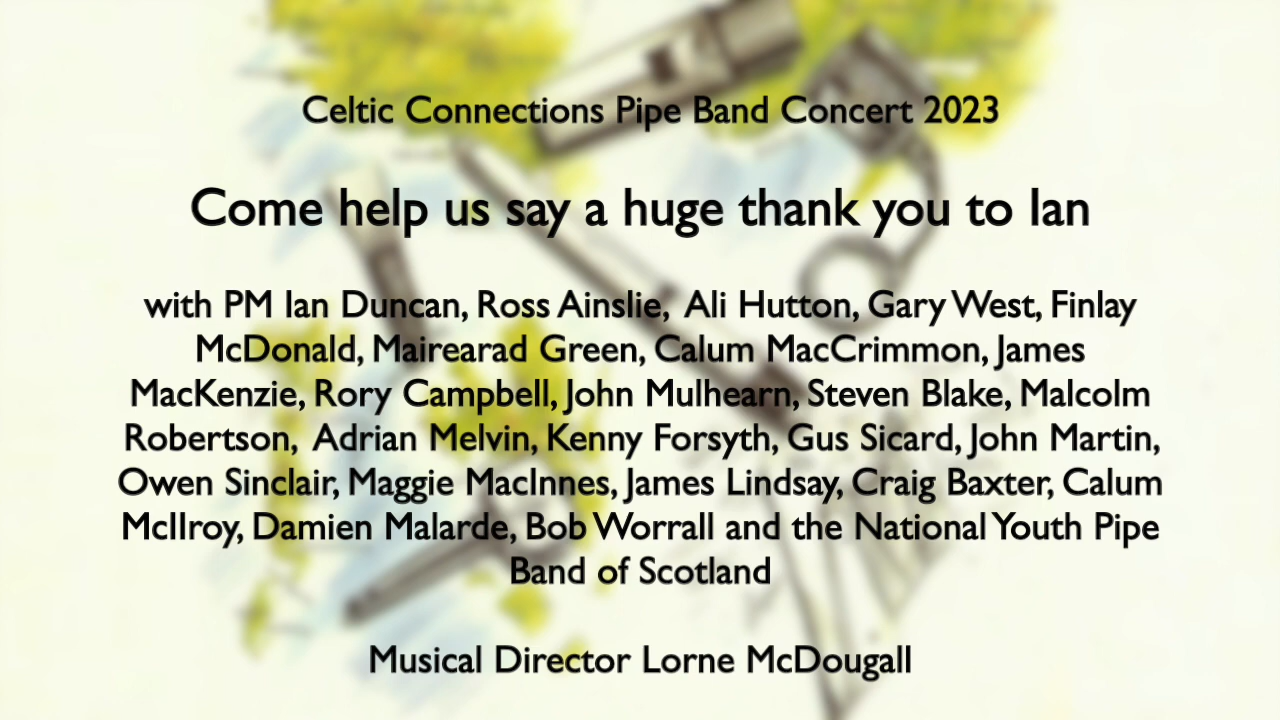 Celtic Connections Pipe Band Concert 2023
Come help us say a huge thank you to Ian
with PM Ian Duncan, Ross Ainslie, Ali Hutton, Gary West, Finlay
McDonald, Mairearad Green, Calum MacCrimmon, James
MacKenzie, Rory Campbell, John Mulhearn, Steven Blake, Malcolm
Robertson, Adrian Melvin, Kenny Forsyth, Gus Sicard, John Martin,
Owen Sinclair, Maggie MacInnes, James Lindsay, Craig Baxter, Calum
McIlroy, Damien Malarde, Bob Worrall and the National Youth Pipe
Band of Scotland
Musical Director Lorne McDougall